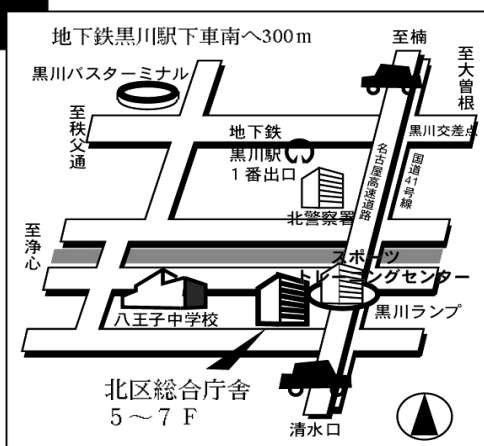 地下鉄黒川駅下車南へ300m
至楠
至大曽根
黒川バスターミナル
至秩父通
地下鉄
黒川駅
1番出口
黒川交差点
名古屋高速道路
国道41号線
北警察署
至浄心
スポーツ
トレーニングセンター
八王子中学校
黒川ランプ
北区総合庁舎
5～7F
清水口